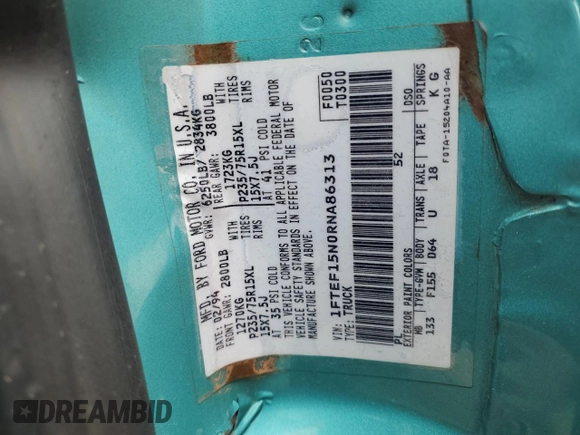 2C
MFD. BY FORD MOTOR CO. IN U.S.A.
DATE: 02/94 GVWR: 6250LB/ 2834KG
FRONT GAWR: 2800LB REAR GAWR: 3800LB
1270KG WITH 1723KG WITH
P235/75R15XL TIRES P235/75R15XL TIRES
15X7.5J RIMS 15X7.5J RIMS
AT 35 PSI COLD AT 41 PSI COLD
THIS VEHICLE CONFORMS TO ALL APPLICABLE FEDERAL MOTOR
VEHICLE SAFETY STANDARDS IN EFFECT ON THE DATE OF
MANUFACTURE SHOWN ABOVE.
VIN: 1FTEF15N0RNA86313 F0050
TYPE: TRUCK T0300
EXTERIOR PAINT COLORS PL 52 DSO
WB TYPE-GVW BODY TRANS AXLE TAPE SPRINGS
133 F155 D64 U 18 K G
F0TA-15204A10-AA
DREAMBID